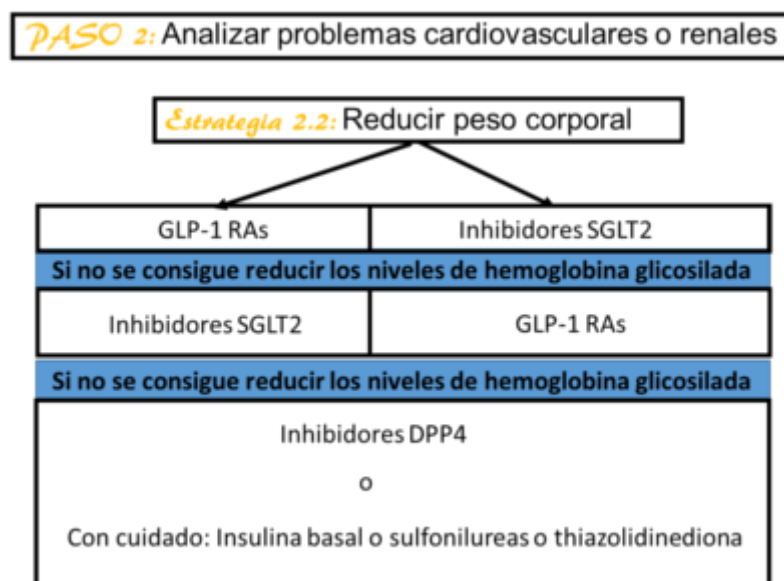 PASO 2: Analizar problemas cardiovasculares o renales
Estrategia 2.2: Reducir peso corporal
GLP-1 RAs
Inhibidores SGLT2
Si no se consigue reducir los niveles de hemoglobina glicosilada
Inhibidores SGLT2
GLP-1 RAs
Si no se consigue reducir los niveles de hemoglobina glicosilada
Inhibidores DPP4
o
Con cuidado: Insulina basal o sulfonilureas o thiazolidinediona